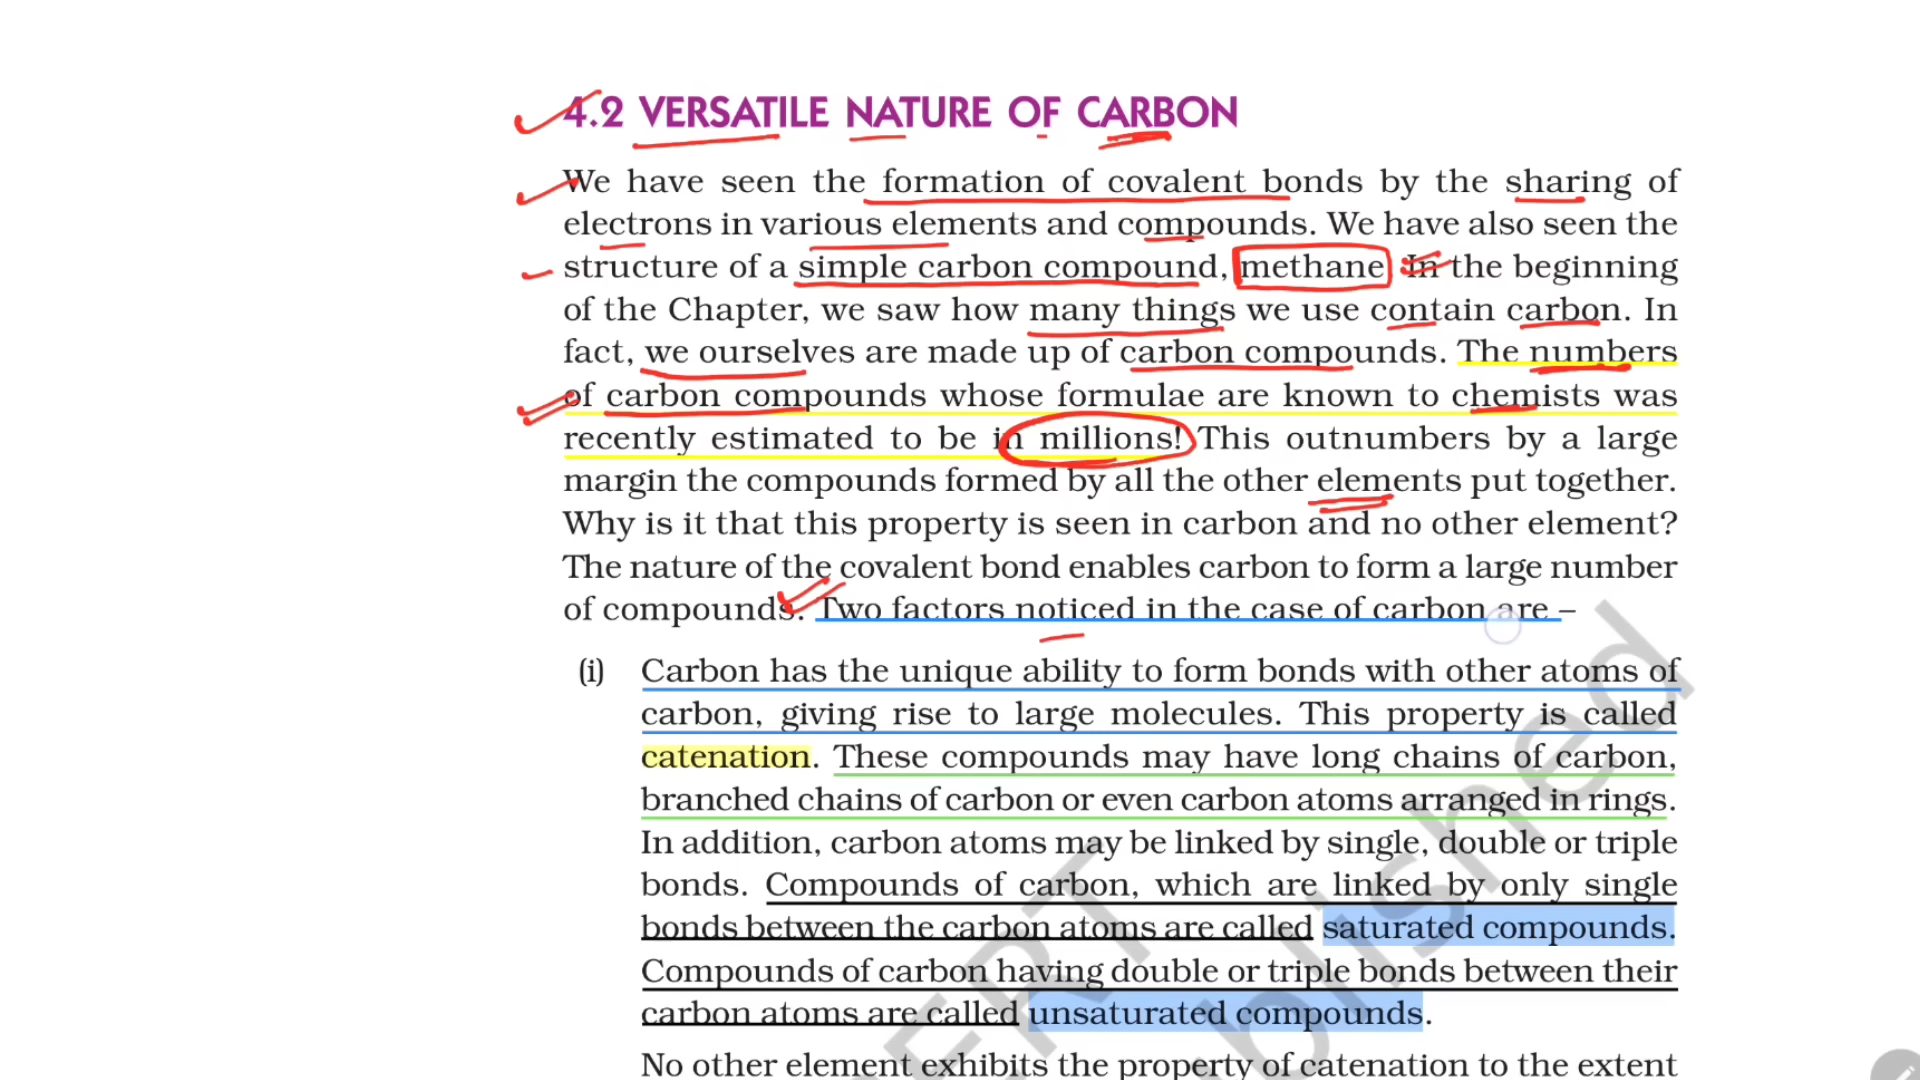 4.2 VERSATILE NATURE OF CARBON
We have seen the formation of covalent bonds by the sharing of
electrons in various elements and compounds. We have also seen the
structure of a simple carbon compound, methane. In the beginning
of the Chapter, we saw how many things we use contain carbon. In
fact, we ourselves are made up of carbon compounds. The numbers
of carbon compounds whose formulae are known to chemists was
recently estimated to be in millions! This outnumbers by a large
margin the compounds formed by all the other elements put together.
Why is it that this property is seen in carbon and no other element?
The nature of the covalent bond enables carbon to form a large number
of compounds. Two factors noticed in the case of carbon are –
(i) Carbon has the unique ability to form bonds with other atoms of
carbon, giving rise to large molecules. This property is called
catenation. These compounds may have long chains of carbon,
branched chains of carbon or even carbon atoms arranged in rings.
In addition, carbon atoms may be linked by single, double or triple
bonds. Compounds of carbon, which are linked by only single
bonds between the carbon atoms are called saturated compounds.
Compounds of carbon having double or triple bonds between their
carbon atoms are called unsaturated compounds.
No other element exhibits the property of catenation to the extent